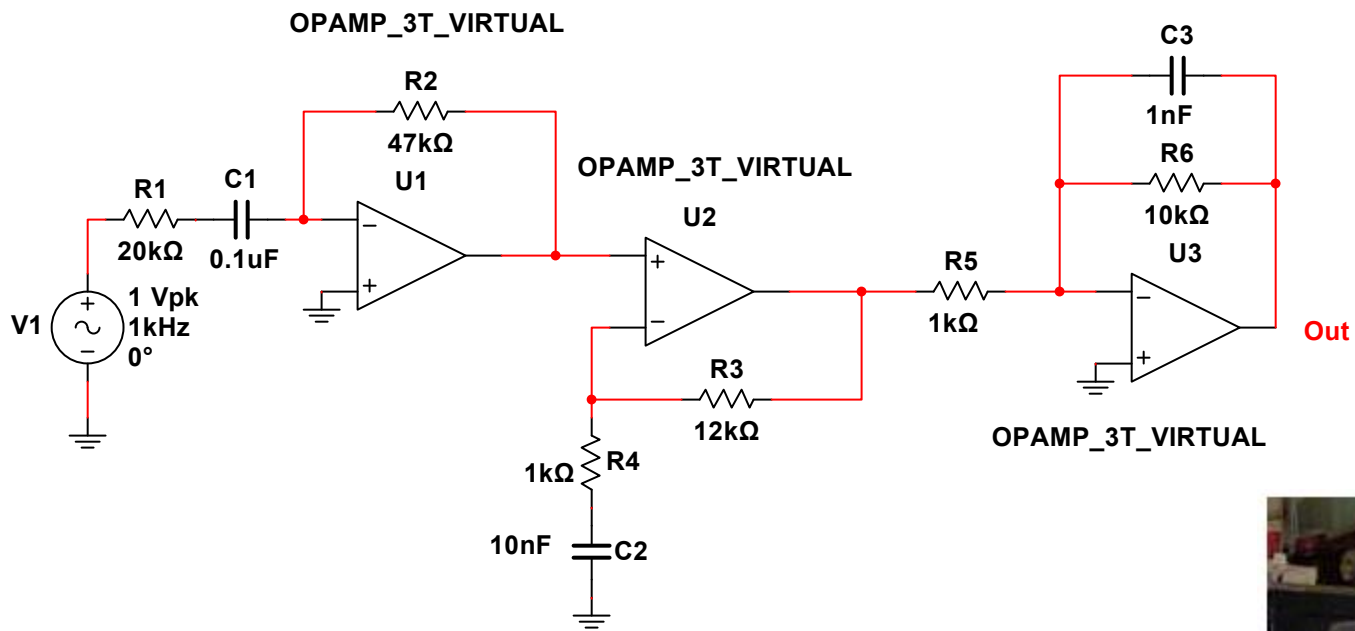 OPAMP_3T_VIRTUAL
R2
47kΩ
U1
R1
20kΩ
C1
0.1uF
V1
1 Vpk
1kHz
0°
OPAMP_3T_VIRTUAL
U2
R3
12kΩ
R4
1kΩ
10nF
C2
R5
1kΩ
C3
1nF
R6
10kΩ
U3
Out
OPAMP_3T_VIRTUAL